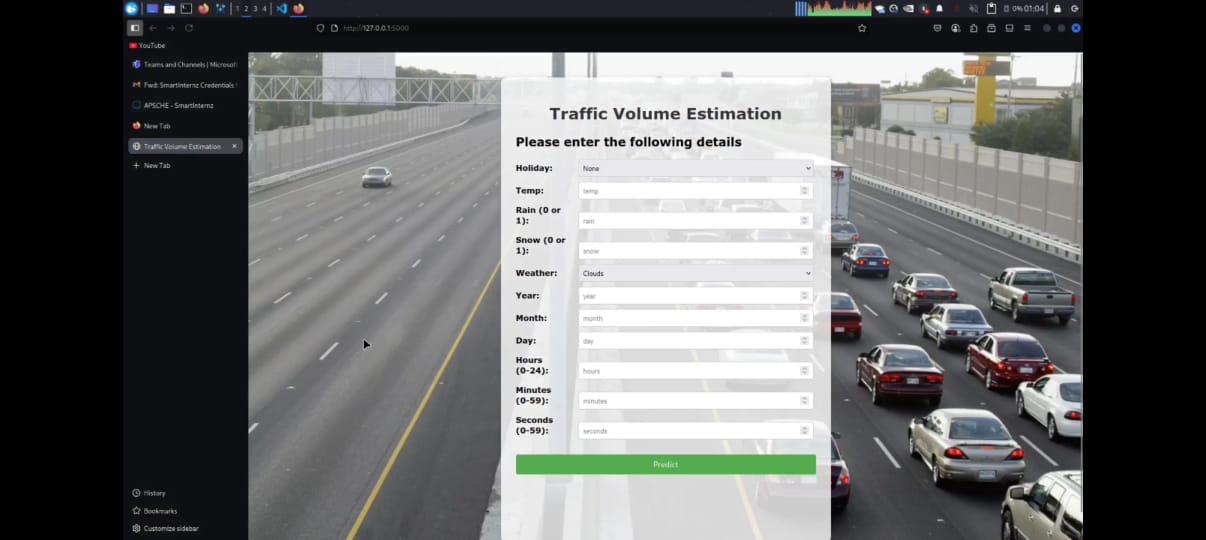 1 2 3 4
0% 01:04
http://127.0.0.1:5000
YouTube
Teams and Channels | Microsof
Fwd: SmartInternz Credentials
APSCHE - SmartInternz
New Tab
Traffic Volume Estimation
New Tab
Traffic Volume Estimation
Please enter the following details
Holiday: None
Temp: temp
Rain (0 or
1): rain
Snow (0 or
1): snow
Weather: Clouds
Year: year
Month: month
Day: day
Hours
(0-24): hours
Minutes
(0-59): minutes
Seconds
(0-59): seconds
Predict
History
Bookmarks
Customize sidebar